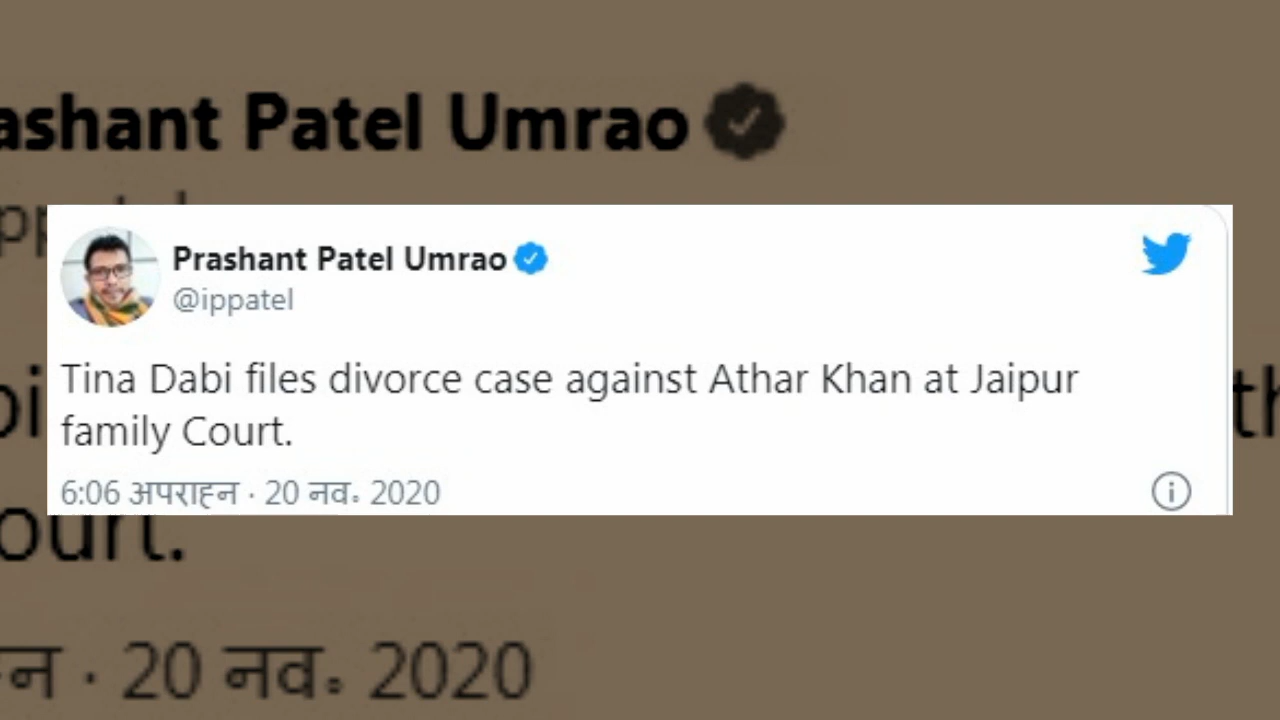 ashant Patel Umrao
Prashant Patel Umrao
@ippatel
Tina Dabi files divorce case against Athar Khan at Jaipur
family Court.
6:06 अपराह्न · 20 नव॰ 2020
ourt.
न · 20 नव॰ 2020